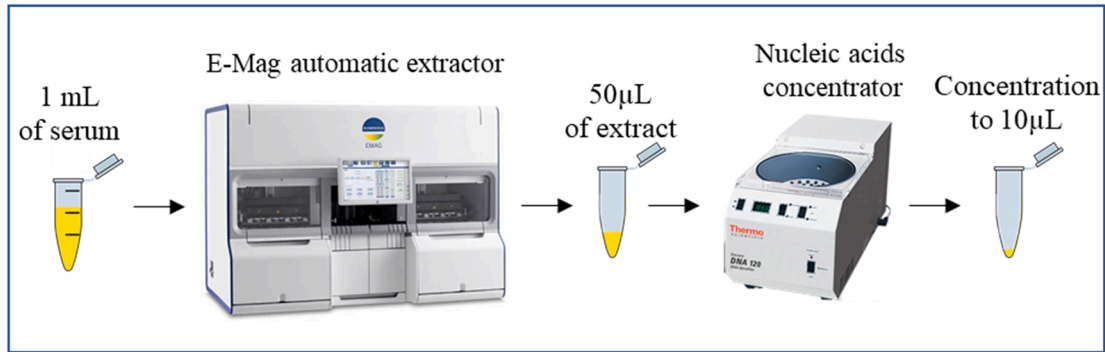 1 mL
of serum
E-Mag automatic extractor
EMAG
50µL
of extract
Nucleic acids
concentrator
Thermo
SCIENTIFIC
DNA 120
Concentration
to 10µL